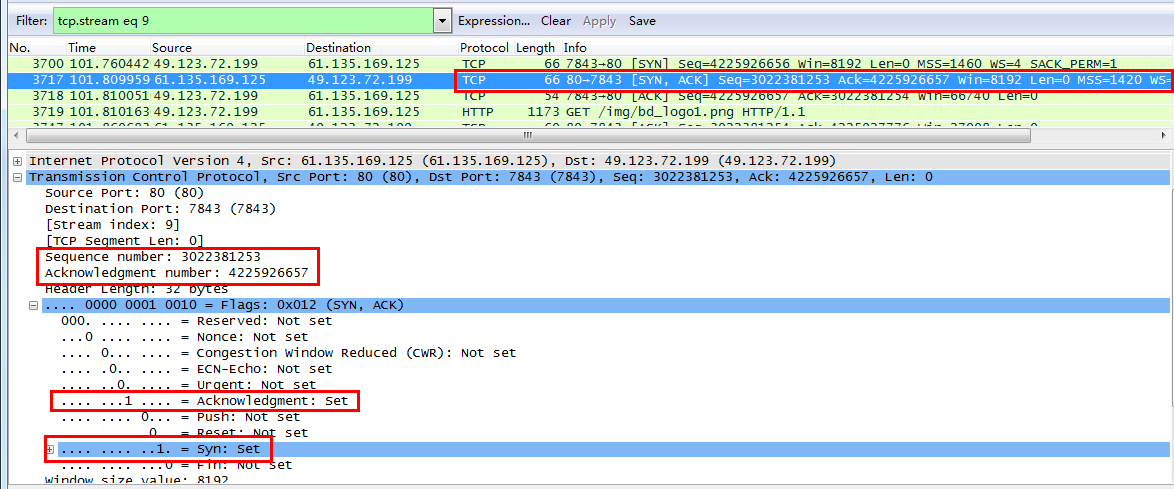 Filter: tcp.stream eq 9 Expression... Clear Apply Save
No. Time Source Destination Protocol Length Info
3700 101.760442 49.123.72.199 61.135.169.125 TCP 66 7843→80 [SYN] Seq=4225926656 Win=8192 Len=0 MSS=1460 WS=4 SACK_PERM=1
3717 101.809959 61.135.169.125 49.123.72.199 TCP 66 80→7843 [SYN, ACK] Seq=3022381253 Ack=4225926657 Win=8192 Len=0 MSS=1420 WS=
3718 101.810051 49.123.72.199 61.135.169.125 TCP 54 7843→80 [ACK] Seq=4225926657 Ack=3022381254 Win=66740 Len=0
3719 101.810163 49.123.72.199 61.135.169.125 HTTP 1173 GET /img/bd_logo1.png HTTP/1.1
Internet Protocol Version 4, Src: 61.135.169.125 (61.135.169.125), Dst: 49.123.72.199 (49.123.72.199)
Transmission Control Protocol, Src Port: 80 (80), Dst Port: 7843 (7843), Seq: 3022381253, Ack: 4225926657, Len: 0
Source Port: 80 (80)
Destination Port: 7843 (7843)
[Stream index: 9]
[TCP Segment Len: 0]
Sequence number: 3022381253
Acknowledgment number: 4225926657
Header Length: 32 bytes
.... 0000 0001 0010 = Flags: 0x012 (SYN, ACK)
000. .... .... = Reserved: Not set
...0 .... .... = Nonce: Not set
.... 0... .... = Congestion Window Reduced (CWR): Not set
.... .0.. .... = ECN-Echo: Not set
.... ..0. .... = Urgent: Not set
.... ...1 .... = Acknowledgment: Set
.... .... 0... = Push: Not set
0.. = Reset: Not set
.... .... ..1. = Syn: Set
.... .... ...0 = Fin: Not set
Window size value: 8192